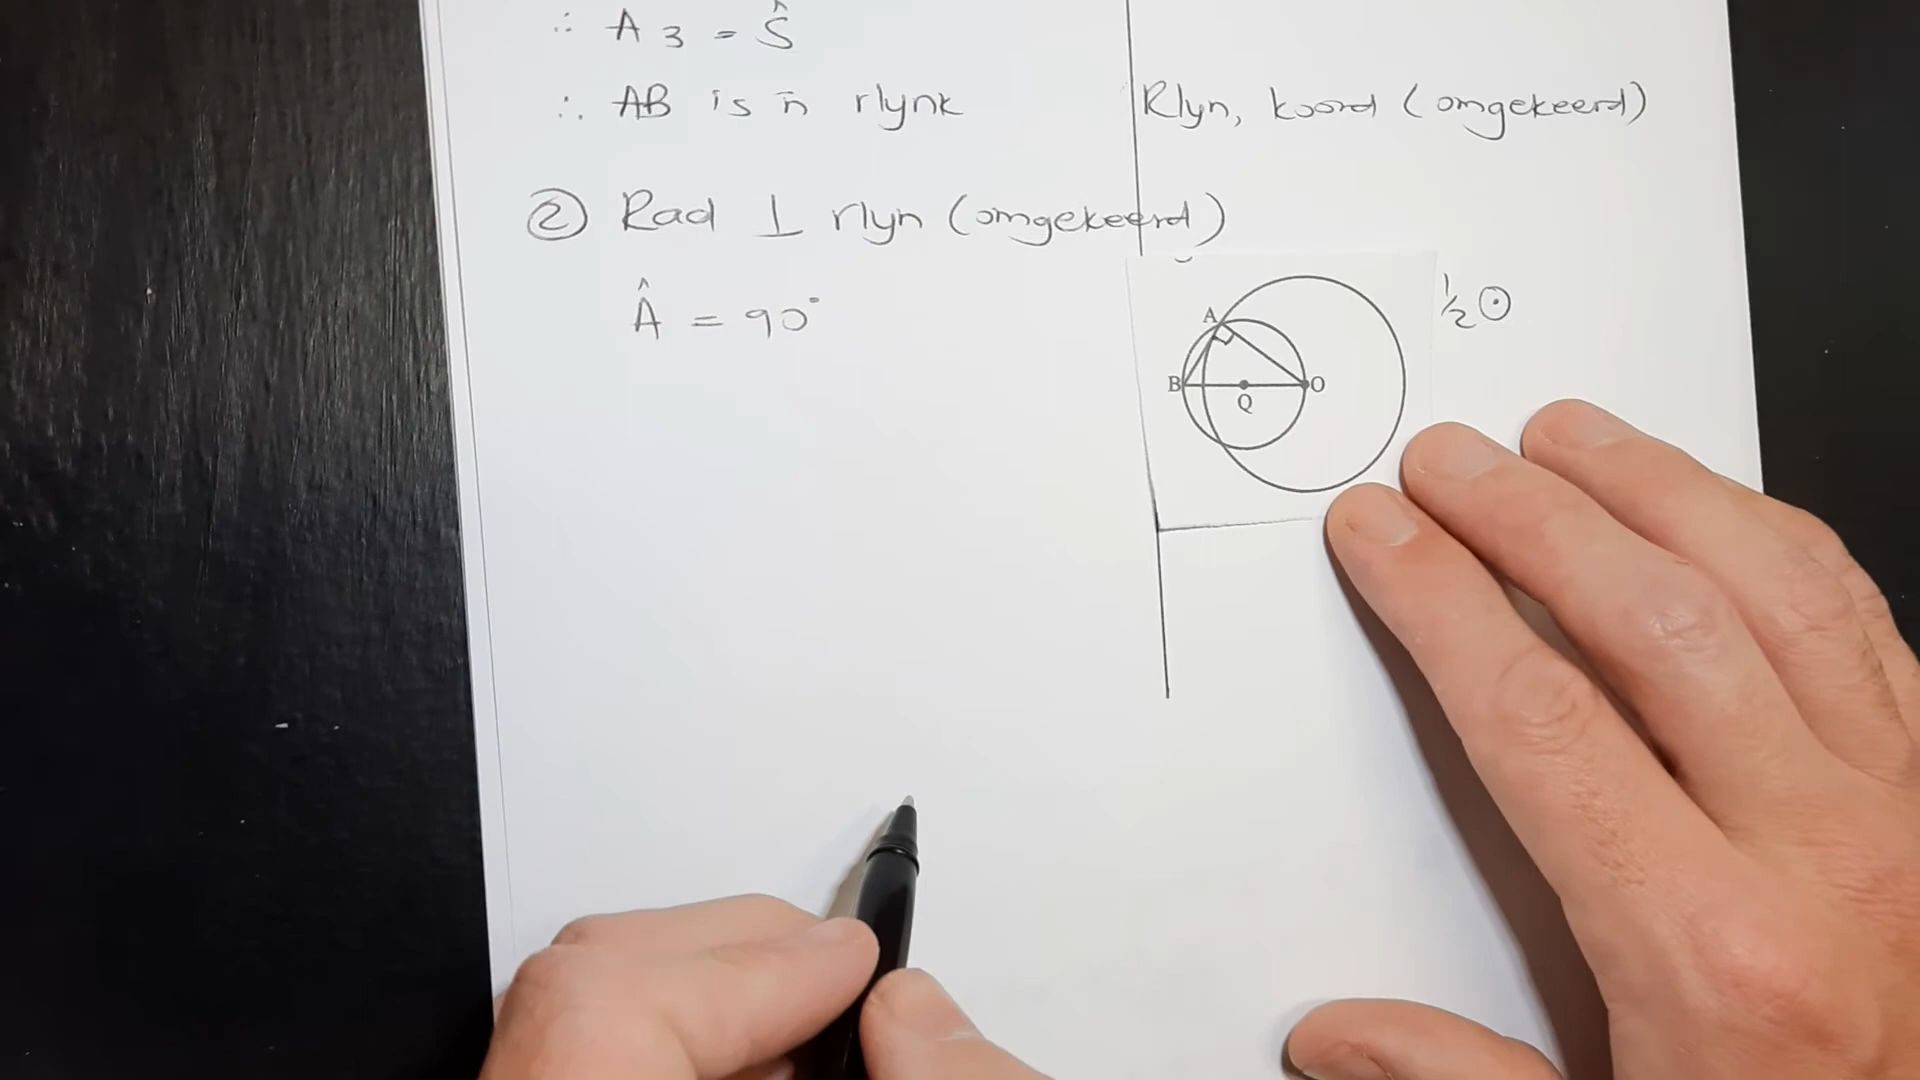 ∴ A3 = Ŝ
∴ AB is 'n rlynk
Rlyn, koord (omgekeerd)
② Rad ⊥ rlyn (omgekeerd)
Â = 90°
½⊙
A
B
Q
O